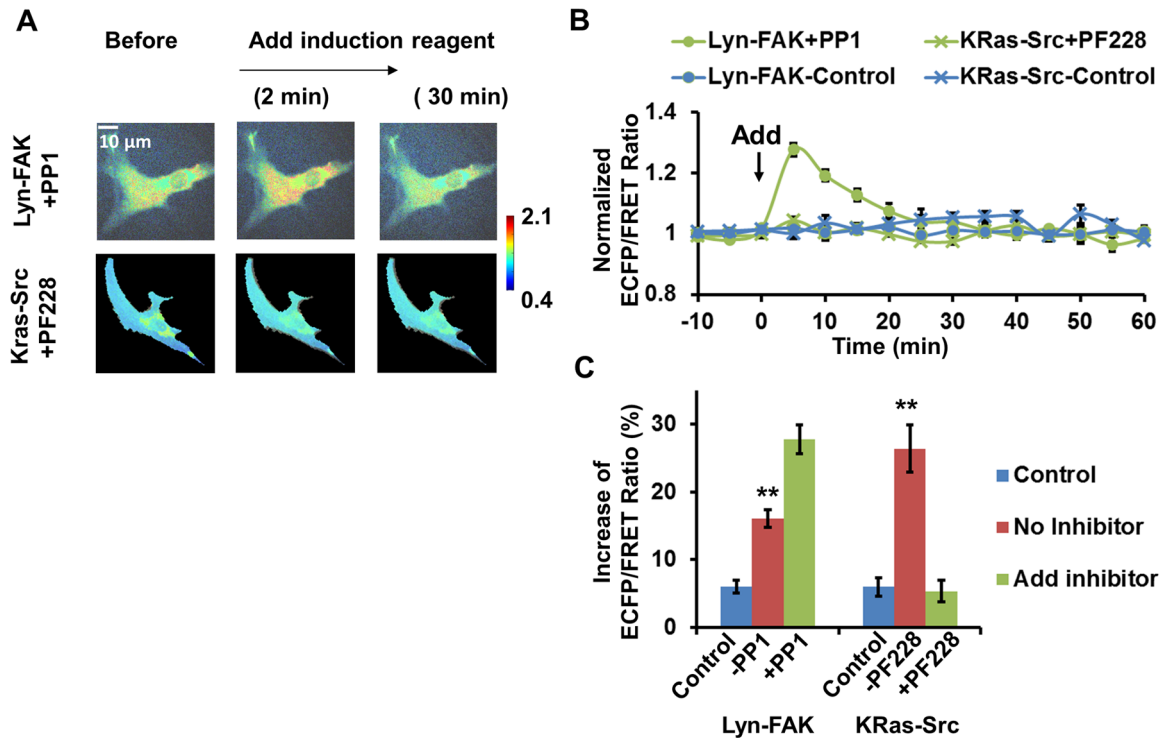 A
Before
Add induction reagent
(2 min)
( 30 min)
Lyn-FAK
+PP1
10 μm
Kras-Src
+PF228
2.1
0.4
B
Lyn-FAK+PP1
KRas-Src+PF228
Lyn-FAK-Control
KRas-Src-Control
Normalized
ECFP/FRET Ratio
1.4
1.2
1
0.8
Add
-10
0
10
20
30
40
50
60
Time (min)
C
Increase of
ECFP/FRET Ratio (%)
30
20
10
0
**
**
Control
-PP1
+PP1
Control
-PF228
+PF228
Lyn-FAK
KRas-Src
Control
No Inhibitor
Add inhibitor